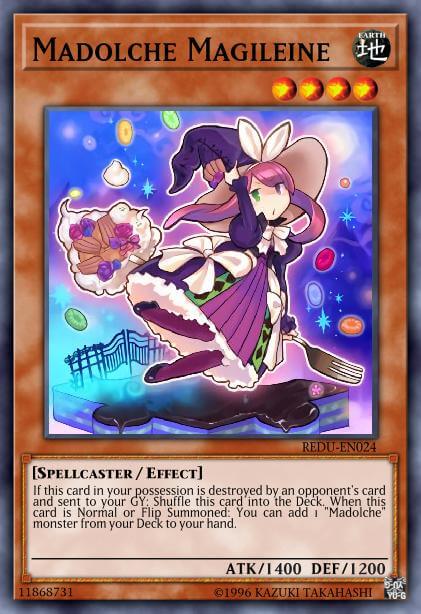 MADOLCHE MAGILEINE
EARTH
地
REDU-EN024
[SPELLCASTER / EFFECT]
If this card in your possession is destroyed by an opponent's card
and sent to your GY: Shuffle this card into the Deck. When this
card is Normal or Flip Summoned: You can add 1 "Madolche"
monster from your Deck to your hand.
ATK/1400 DEF/1200
11868731
©1996 KAZUKI TAKAHASHI